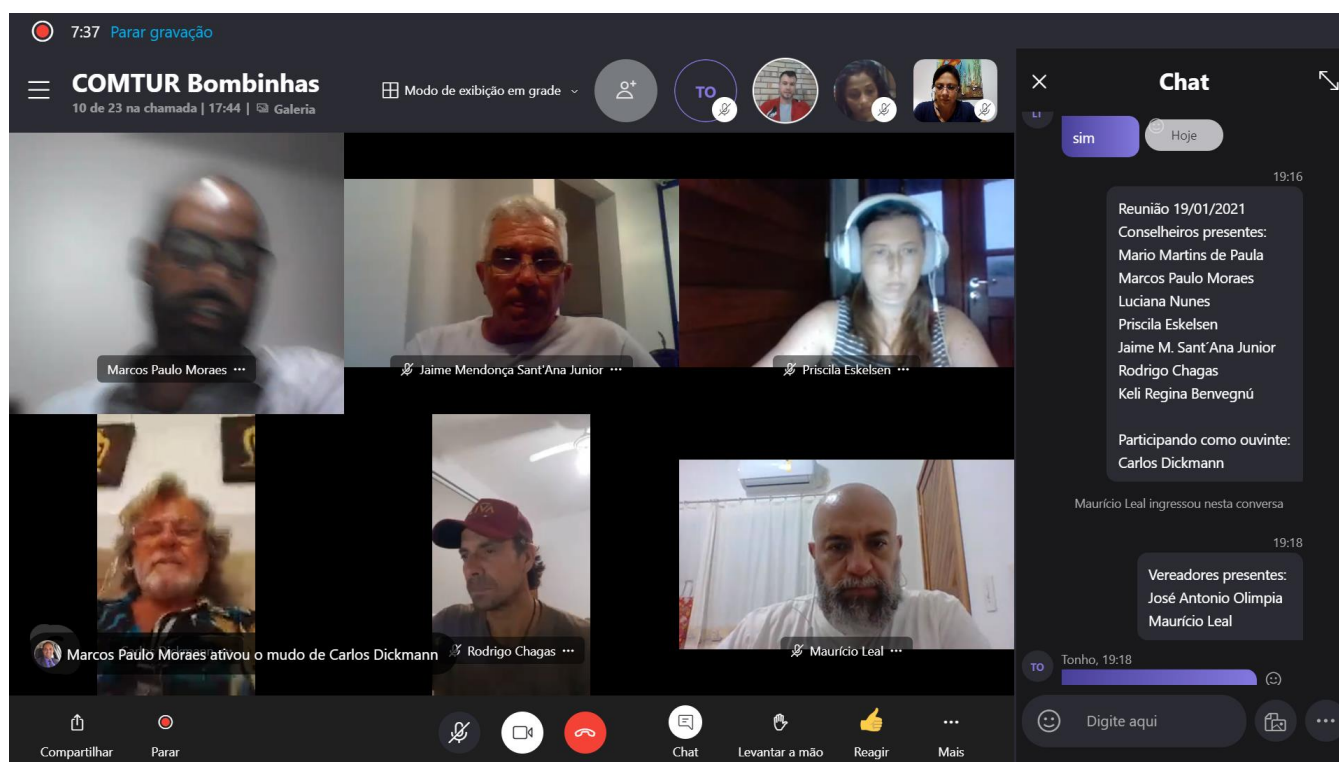 7:37 Parar gravação
COMTUR Bombinhas
10 de 23 na chamada | 17:44 | Galeria
Modo de exibição em grade
TO
Marcos Paulo Moraes ···
Jaime Mendonça Sant'Ana Junior ···
Priscila Eskelsen ···
Marcos Paulo Moraes ativou o mudo de Carlos Dickmann
Rodrigo Chagas ···
Maurício Leal ···
Compartilhar
Parar
Chat
Levantar a mão
Reagir
Mais
Chat
LI
sim
Hoje
19:16
Reunião 19/01/2021
Conselheiros presentes:
Mario Martins de Paula
Marcos Paulo Moraes
Luciana Nunes
Priscila Eskelsen
Jaime M. Sant´Ana Junior
Rodrigo Chagas
Keli Regina Benvegnú
Participando como ouvinte:
Carlos Dickmann
Maurício Leal ingressou nesta conversa
19:18
Vereadores presentes:
José Antonio Olimpia
Maurício Leal
TO
Tonho, 19:18
Digite aqui